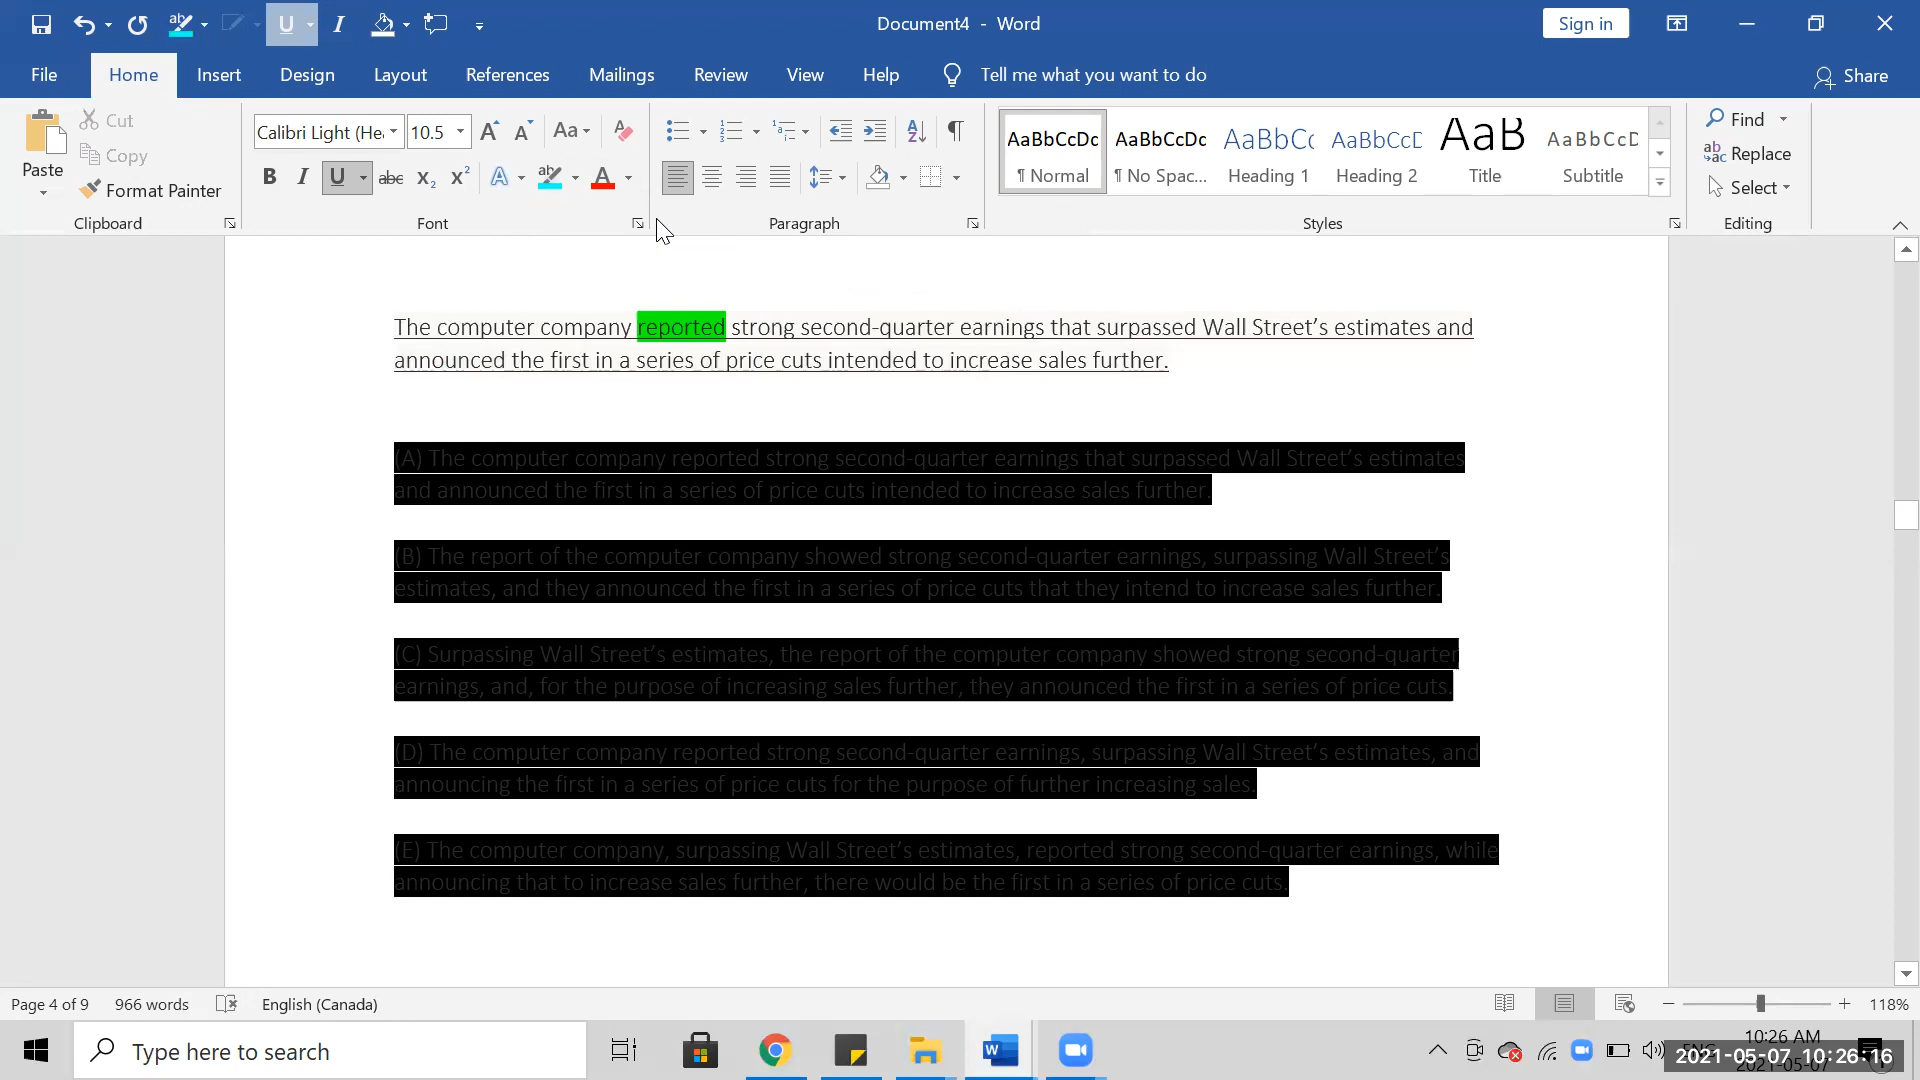 Document4 - Word
Sign in
File Home Insert Design Layout References Mailings Review View Help Tell me what you want to do Share
Paste
Cut
Copy
Format Painter
Clipboard
Calibri Light (He 10.5
Font
Paragraph
AaBbCcDc AaBbCcDc AaBbCc AaBbCcD AaB AaBbCcD
¶ Normal ¶ No Spac... Heading 1 Heading 2 Title Subtitle
Styles
Find
Replace
Select
Editing
The computer company reported strong second-quarter earnings that surpassed Wall Street’s estimates and
announced the first in a series of price cuts intended to increase sales further.
(A) The computer company reported strong second-quarter earnings that surpassed Wall Street’s estimates
and announced the first in a series of price cuts intended to increase sales further.
(B) The report of the computer company showed strong second-quarter earnings, surpassing Wall Street’s
estimates, and they announced the first in a series of price cuts that they intend to increase sales further.
(C) Surpassing Wall Street’s estimates, the report of the computer company showed strong second-quarter
earnings, and, for the purpose of increasing sales further, they announced the first in a series of price cuts.
(D) The computer company reported strong second-quarter earnings, surpassing Wall Street’s estimates, and
announcing the first in a series of price cuts for the purpose of further increasing sales.
(E) The computer company, surpassing Wall Street’s estimates, reported strong second-quarter earnings, while
announcing that to increase sales further, there would be the first in a series of price cuts.
Page 4 of 9 966 words English (Canada) 118%
Type here to search
10:26 AM
2021-05-07 10:26:16